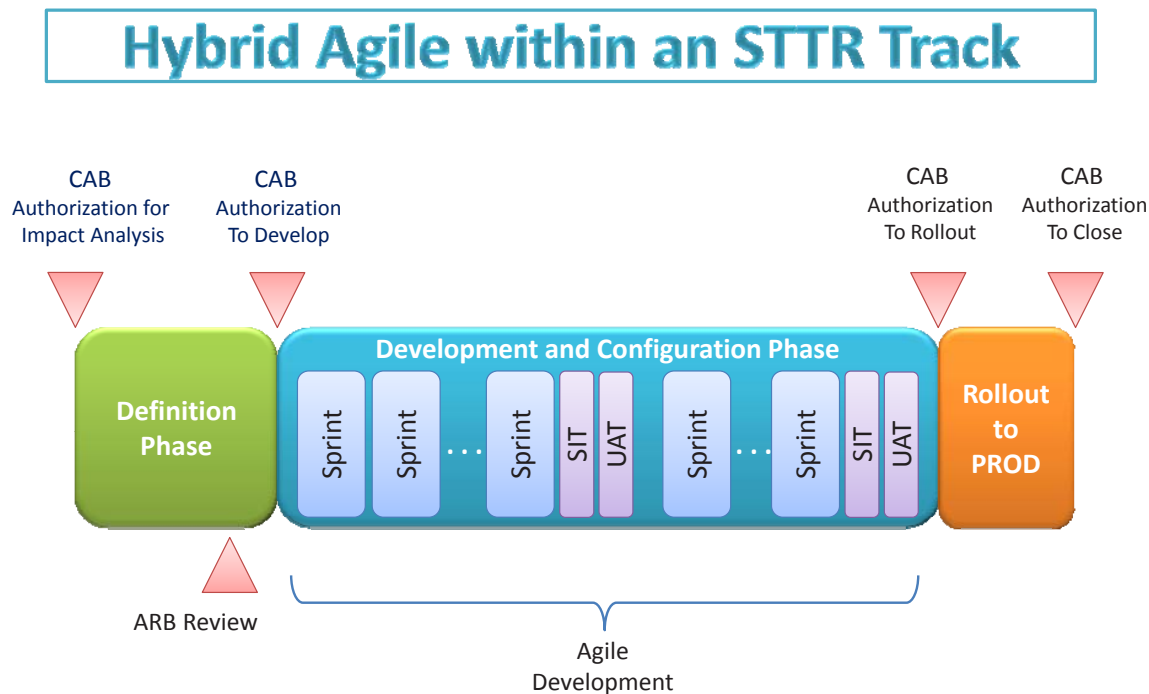 Hybrid Agile within an STTR Track
CAB
Authorization for
Impact Analysis
CAB
Authorization
To Develop
CAB
Authorization
To Rollout
CAB
Authorization
To Close
Definition
Phase
Development and Configuration Phase
Sprint
Sprint
...
Sprint
SIT
UAT
Sprint
...
Sprint
SIT
UAT
Rollout
to
PROD
ARB Review
Agile
Development